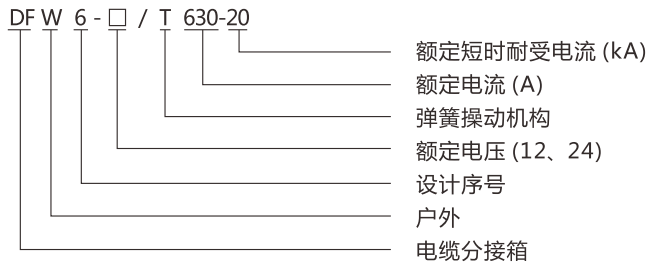 DF W 6 - □ / T 630-20
额定短时耐受电流 (kA)
额定电流 (A)
弹簧操动机构
额定电压 (12、24)
设计序号
户外
电缆分接箱